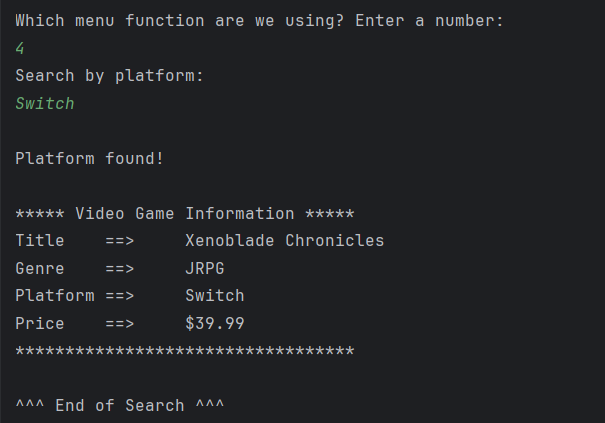 Which menu function are we using? Enter a number:
4
Search by platform:
Switch
Platform found!
***** Video Game Information *****
Title    ==>     Xenoblade Chronicles
Genre    ==>     JRPG
Platform ==>     Switch
Price    ==>     $39.99
**********************************
^^^ End of Search ^^^